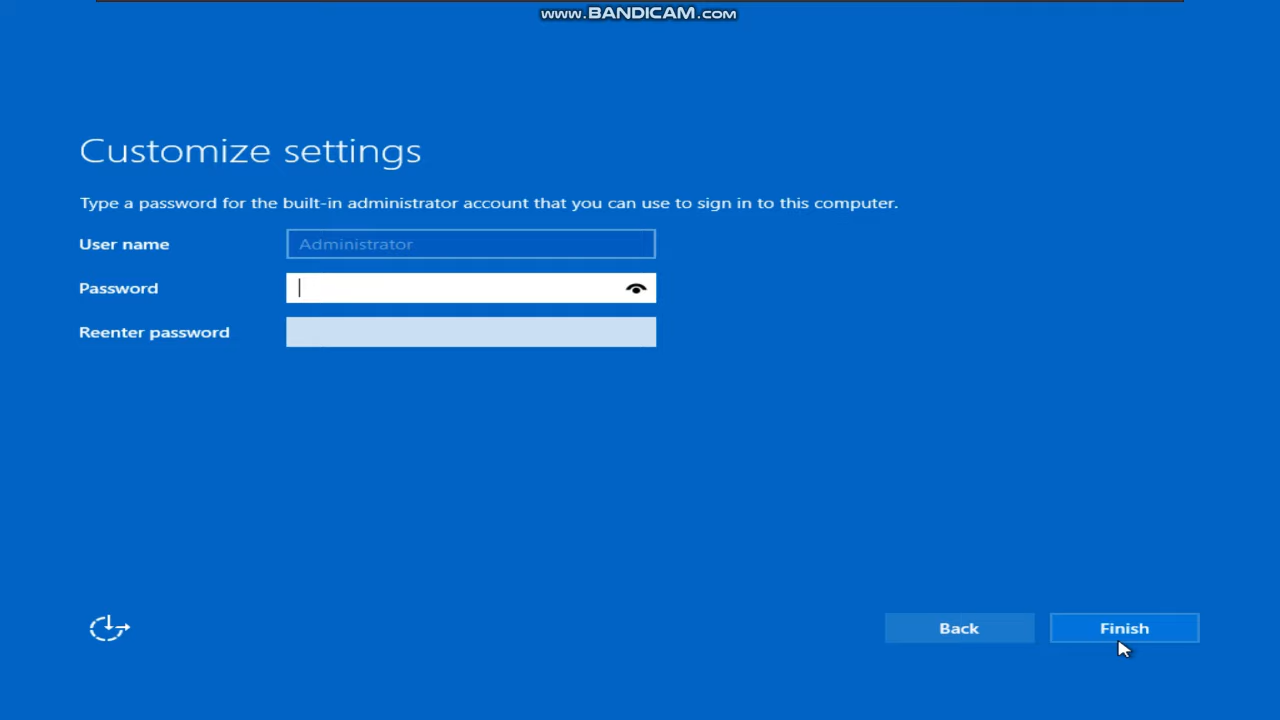 www.BANDICAM.com
Customize settings
Type a password for the built-in administrator account that you can use to sign in to this computer.
User name Administrator
Password
Reenter password
Back Finish